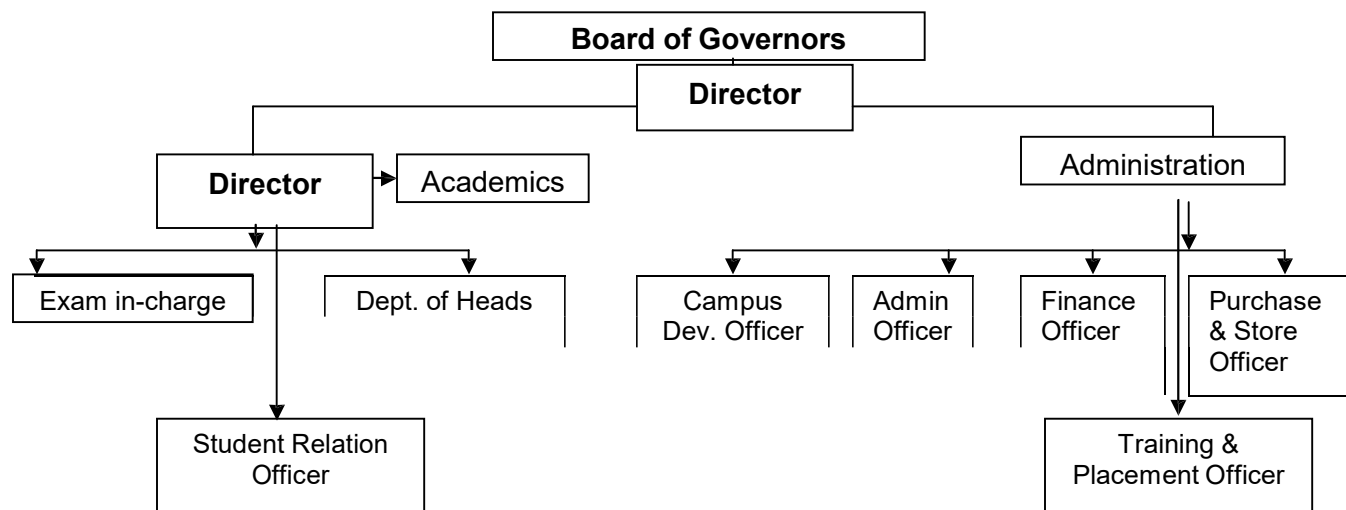 Board of Governors
Director
Director
Academics
Administration
Exam in-charge
Dept. of Heads
Campus
Dev. Officer
Admin
Officer
Finance
Officer
Purchase
& Store
Officer
Student Relation
Officer
Training &
Placement Officer